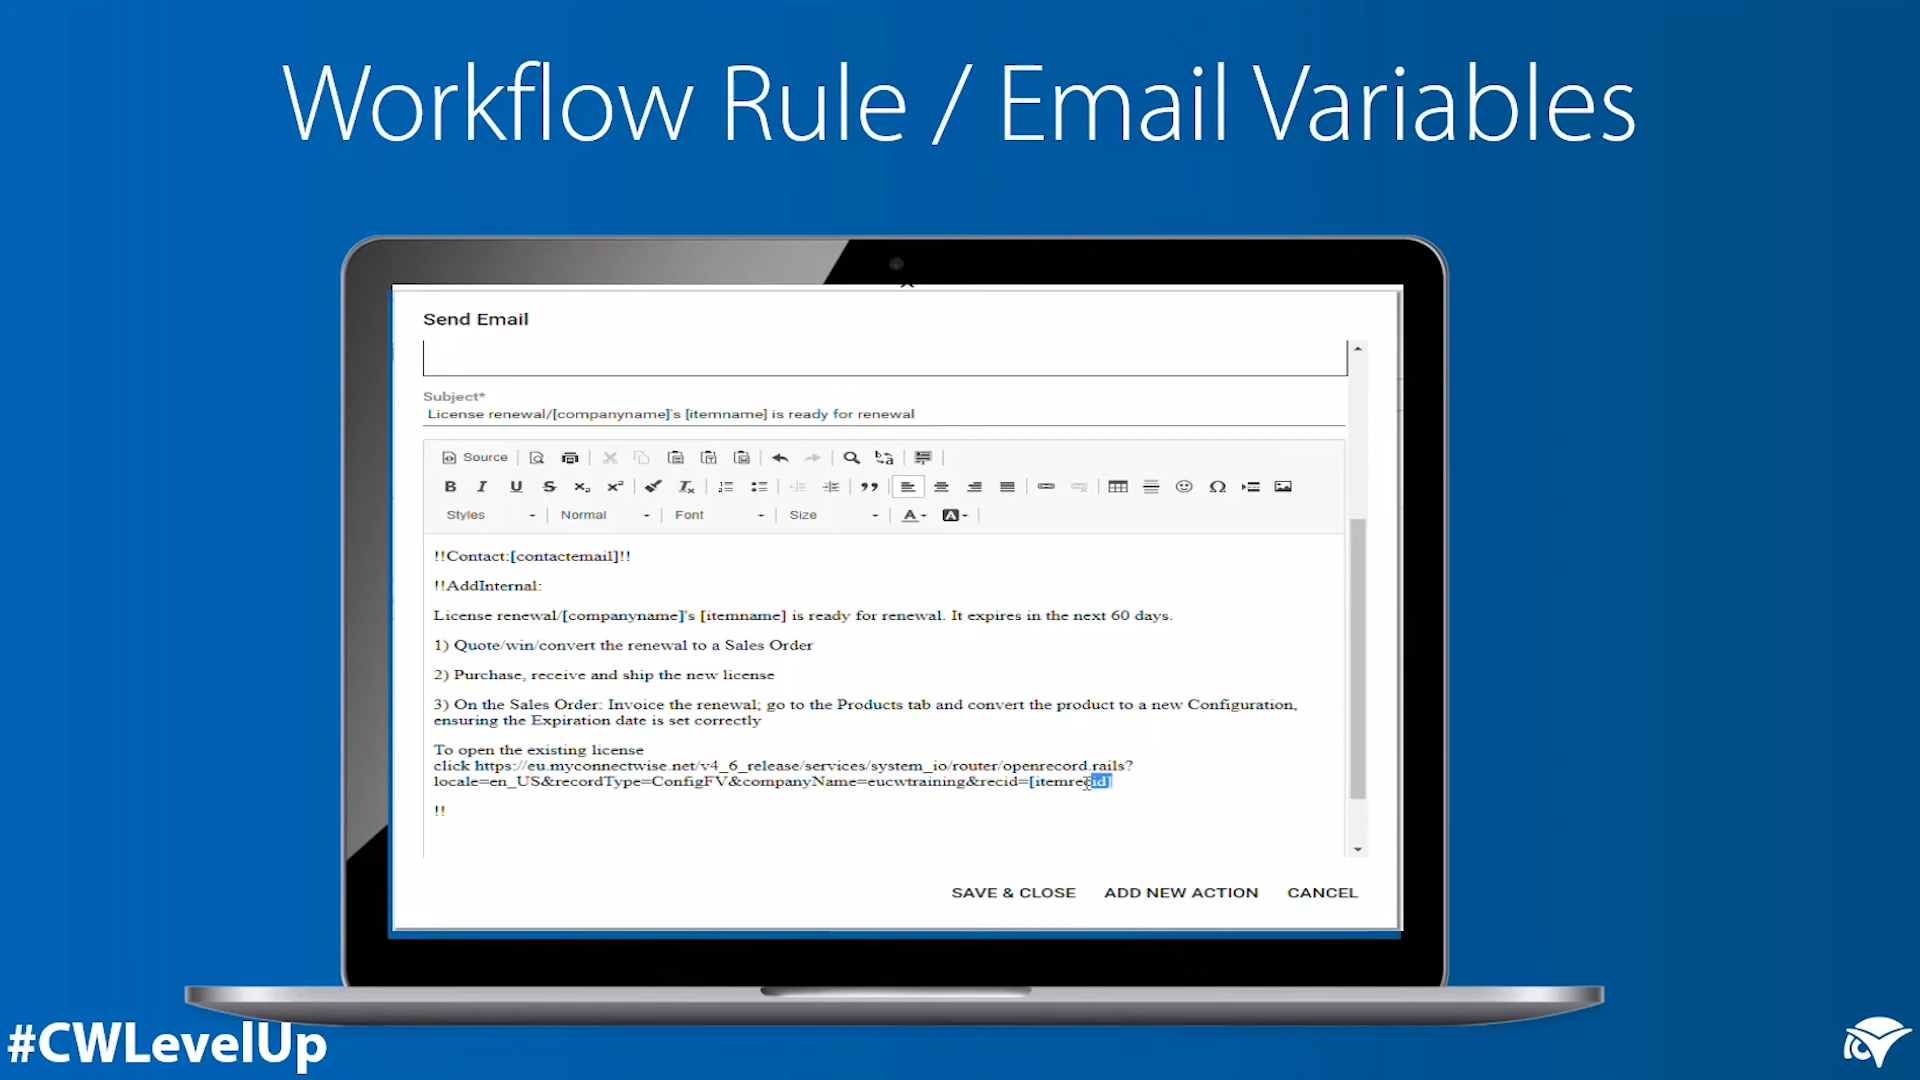 Workflow Rule / Email Variables
Send Email
Subject*
License renewal/[companyname]'s [itemname] is ready for renewal
Source
B I U S x₂ x² Tx
Styles Normal Font Size A A
!!Contact:[contactemail]!!
!!AddInternal:
License renewal/[companyname]'s [itemname] is ready for renewal. It expires in the next 60 days.
1) Quote/win/convert the renewal to a Sales Order
2) Purchase, receive and ship the new license
3) On the Sales Order: Invoice the renewal; go to the Products tab and convert the product to a new Configuration,
ensuring the Expiration date is set correctly
To open the existing license
click https://eu.myconnectwise.net/v4_6_release/services/system_io/router/openrecord.rails?
locale=en_US&recordType=ConfigFV&companyName=eucwtraining&recid=[itemrecid]
!!
SAVE & CLOSE ADD NEW ACTION CANCEL
#CWLevelUp